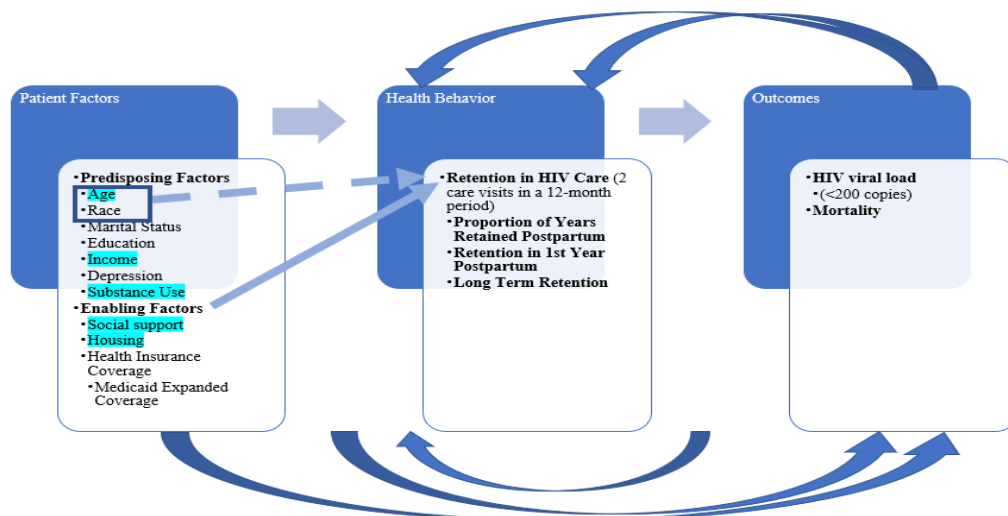 Patient Factors
•Predisposing Factors
•Age
•Race
•Marital Status
•Education
•Income
•Depression
•Substance Use
•Enabling Factors
•Social support
•Housing
•Health Insurance
Coverage
•Medicaid Expanded
Coverage
Health Behavior
•Retention in HIV Care (2
care visits in a 12-month
period)
•Proportion of Years
Retained Postpartum
•Retention in 1st Year
Postpartum
•Long Term Retention
Outcomes
•HIV viral load
•(<200 copies)
•Mortality